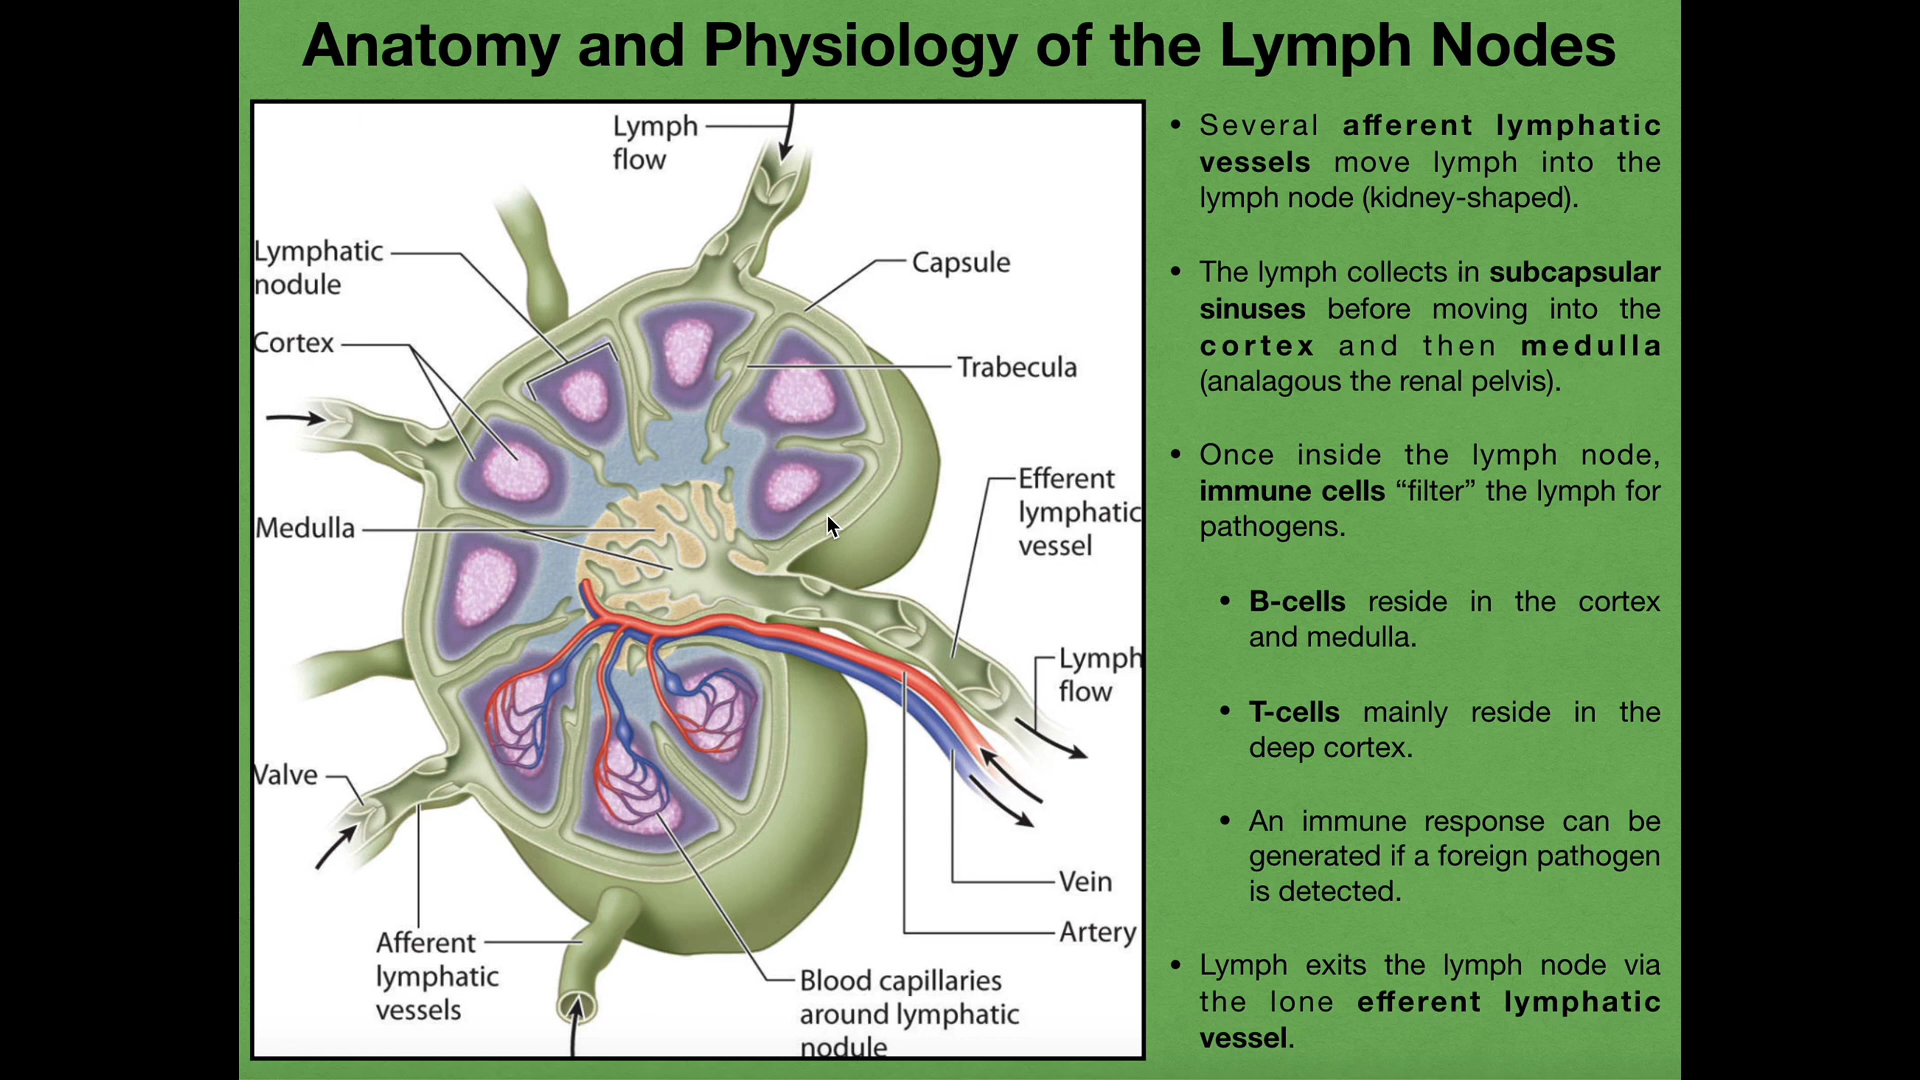 Anatomy and Physiology of the Lymph Nodes
Lymph
flow
Lymphatic
nodule
Capsule
Cortex
Trabecula
Efferent
lymphatic
vessel
Medulla
Lymph
flow
Valve
Vein
Artery
Afferent
lymphatic
vessels
Blood capillaries
around lymphatic
nodule
• Several afferent lymphatic
vessels move lymph into the
lymph node (kidney-shaped).
• The lymph collects in subcapsular
sinuses before moving into the
cortex and then medulla
(analagous the renal pelvis).
• Once inside the lymph node,
immune cells “filter” the lymph for
pathogens.
• B-cells reside in the cortex
and medulla.
• T-cells mainly reside in the
deep cortex.
• An immune response can be
generated if a foreign pathogen
is detected.
• Lymph exits the lymph node via
the lone efferent lymphatic
vessel.